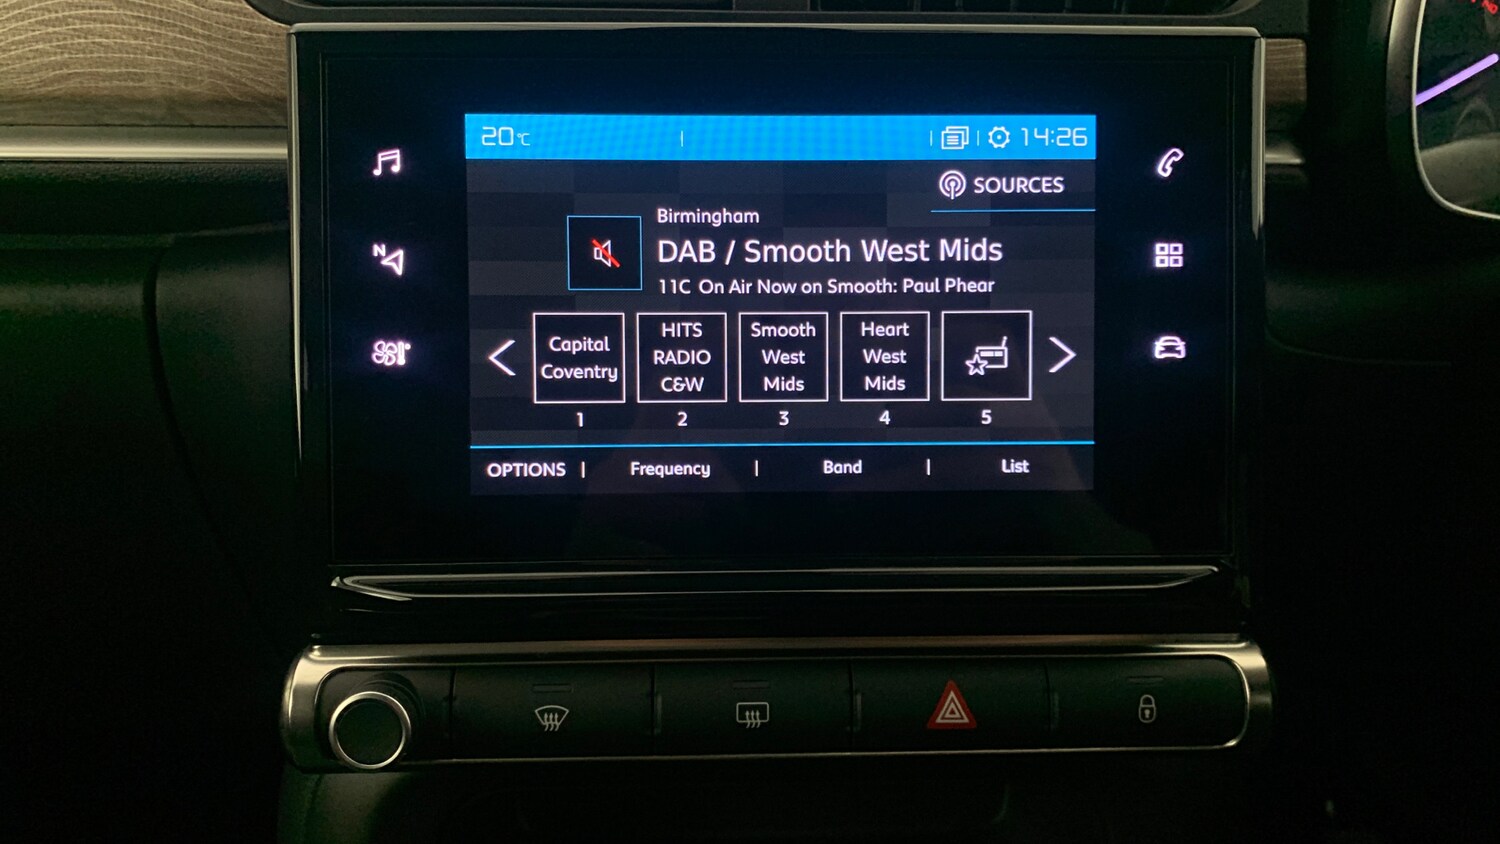 20°C
14:26
SOURCES
Birmingham
DAB / Smooth West Mids
11C On Air Now on Smooth: Paul Phear
Capital
Coventry
HITS
RADIO
C&W
Smooth
West
Mids
Heart
West
Mids
1
2
3
4
5
OPTIONS | Frequency | Band | List
N